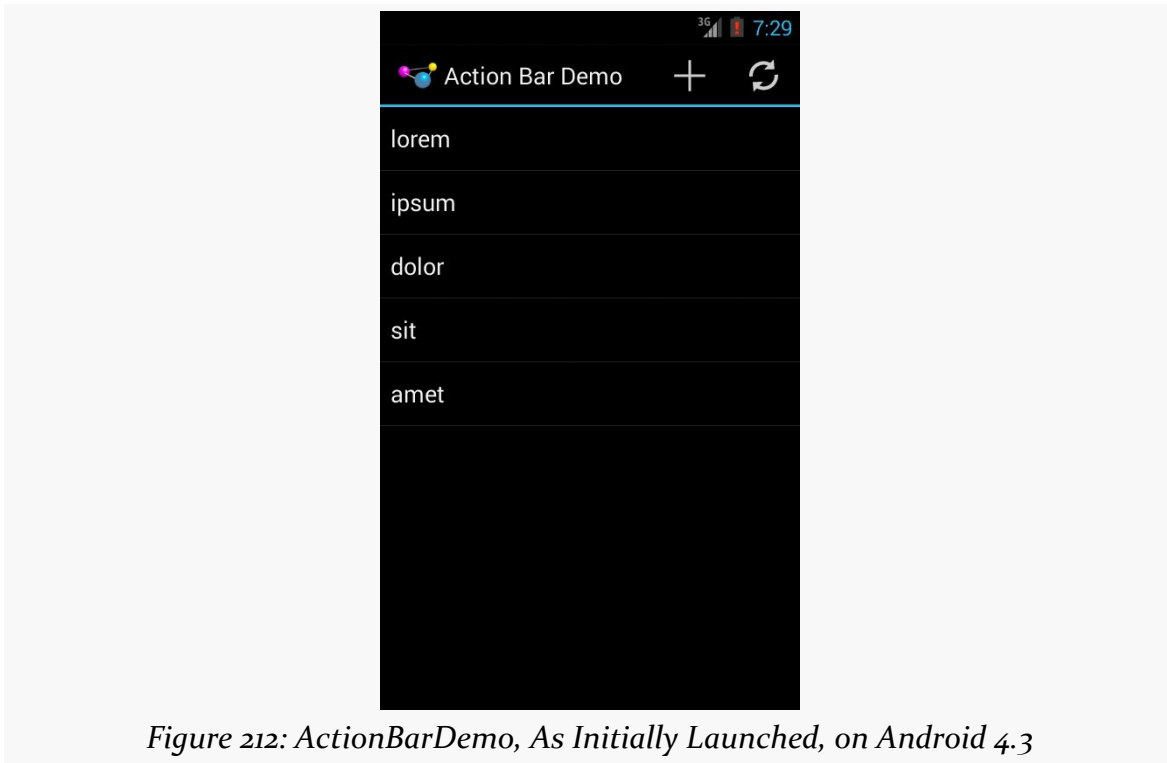 3G 7:29
Action Bar Demo
lorem
ipsum
dolor
sit
amet
Figure 212: ActionBarDemo, As Initially Launched, on Android 4.3